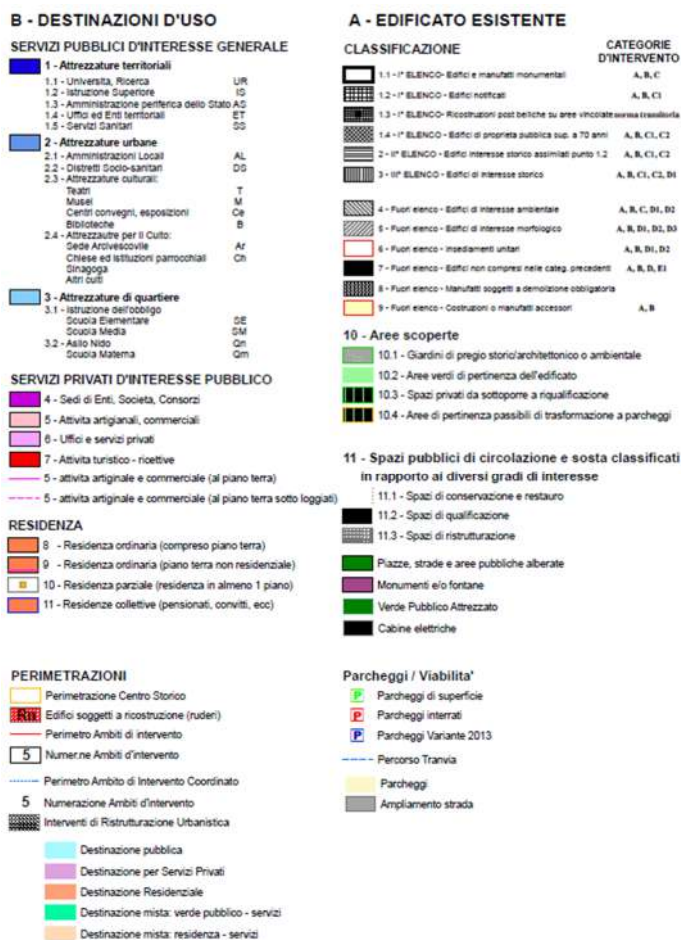 B - DESTINAZIONI D'USO
SERVIZI PUBBLICI D'INTERESSE GENERALE
1 - Attrezzature territoriali
1.1 - Universita, Ricerca UR
1.2 - Istruzione Superiore IS
1.3 - Amministrazione periferica dello Stato AS
1.4 - Uffici ed Enti territoriali ET
1.5 - Servizi Sanitari SS
2 - Attrezzature urbane
2.1 - Amministrazioni Locali AL
2.2 - Distretti Socio-sanitari DS
2.3 - Attrezzature culturali:
Teatri T
Musei M
Centri convegni, esposizioni Ce
Biblioteche B
2.4 - Attrezzautre per il Culto:
Sede Arcivescovile Ar
Chiese ed Istituzioni parrocchiali Ch
Sinagoga
Altri culti
3 - Attrezzature di quartiere
3.1 - Istruzione dell'obbligo
Scuola Elementare SE
Scuola Media SM
3.2 - Asilo Nido Qn
Scuola Materna Qm
SERVIZI PRIVATI D'INTERESSE PUBBLICO
4 - Sedi di Enti, Societa, Consorzi
5 - Attivita artigianali, commerciali
6 - Uffici e servizi privati
7 - Attivita turistico - ricettive
5 - attivita artiginale e commerciale (al piano terra)
5 - attivita artiginale e commerciale (al piano terra sotto loggiati)
RESIDENZA
8 - Residenza ordinaria (compreso piano terra)
9 - Residenza ordinaria (piano terra non residenziale)
10 - Residenza parziale (residenza in almeno 1 piano)
11 - Residenze collettive (pensionati, convitti, ecc)
PERIMETRAZIONI
Perimetrazione Centro Storico
Rn Edifici soggetti a ricostruzione (ruderi)
Perimetro Ambiti di intervento
5 Numer.ne Ambiti d'intervento
Perimetro Ambito di Intervento Coordinato
5 Numerazione Ambiti d'intervento
Interventi di Ristrutturazione Urbanistica
Destinazione pubblica
Destinazione per Servizi Privati
Destinazione Residenziale
Destinazione mista: verde pubblico - servizi
Destinazione mista: residenza - servizi
A - EDIFICATO ESISTENTE
CLASSIFICAZIONE
CATEGORIE
D'INTERVENTO
1.1 - I° ELENCO- Edifici e manufatti monumentali A, B, C
1.2 - I° ELENCO- Edifici notificati A, B, C1
1.3 - I° ELENCO- Ricostruzioni post belliche su aree vincolate norma transitoria
1.4 - I° ELENCO - Edifici di proprieta pubblica sup. a 70 anni A, B, C1, C2
2 - II° ELENCO - Edifici interesse storico assimilati punto 1.2 A, B, C1, C2
3 - III° ELENCO - Edifici di interesse storico A, B, C1, C2, D1
4 - Fuori elenco - Edifici di interesse ambientale A, B, C, D1, D2
5 - Fuori elenco - Edifici di interesse morfologico A, B, D1, D2, D3
6 - Fuori elenco - Insediamenti unitari A, B, D1, D2
7 - Fuori elenco - Edifici non compresi nelle categ. precedenti A, B, D, E1
8 - Fuori elenco - Manufatti soggetti a demolizione obbligatoria
9 - Fuori elenco - Costruzioni o manufatti accessori A, B
10 - Aree scoperte
10.1 - Giardini di pregio storic/architettonico o ambientale
10.2 - Aree verdi di pertinenza dell'edificato
10.3 - Spazi privati da sottoporre a riqualificazione
10.4 - Area di pertinenza passibili di trasformazione a parcheggi
11 - Spazi pubblici di circolazione e sosta classificati
in rapporto ai diversi gradi di interesse
11.1 - Spazi di conservazione e restauro
11.2 - Spazi di qualificazione
11.3 - Spazi di ristrutturazione
Piazze, strade e aree pubbliche alberate
Monumenti e/o fontane
Verde Pubblico Attrezzato
Cabine elettriche
Parcheggi / Viabilita'
P Parcheggi di superficie
P Parcheggi interrati
P Parcheggi Variante 2013
Percorso Tranvia
Parcheggi
Ampliamento strada